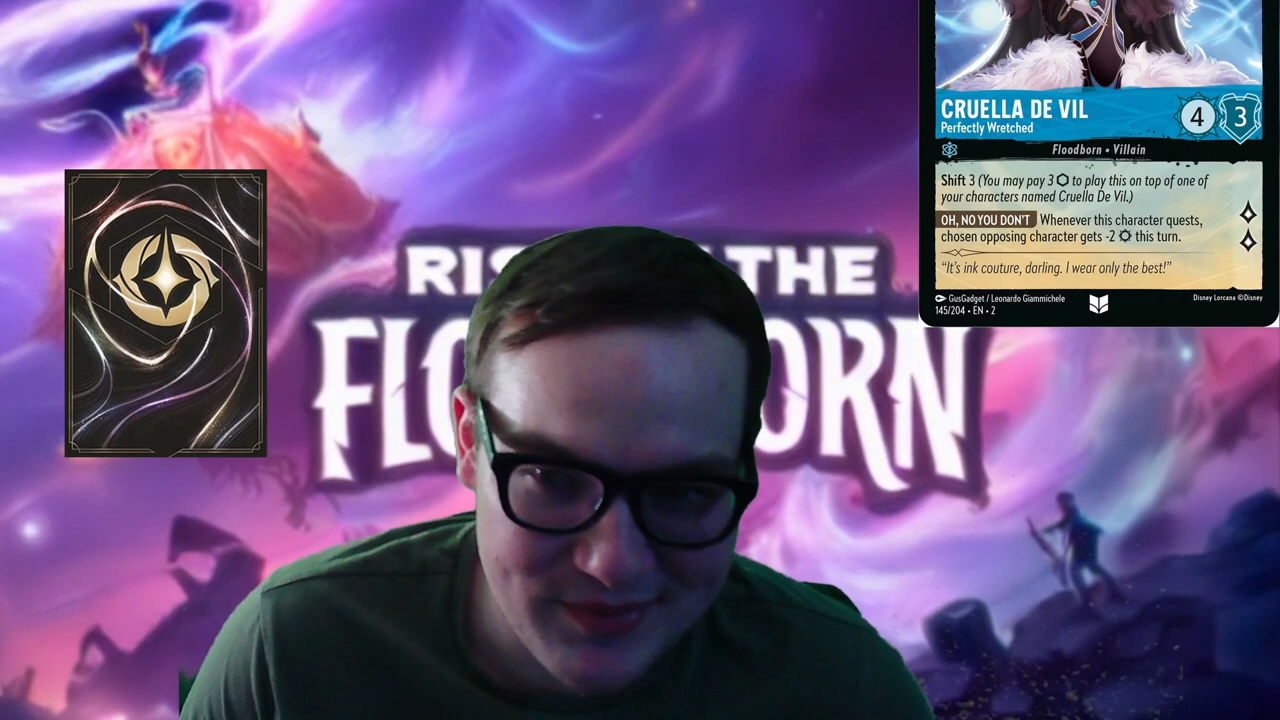 CRUELLA DE VIL
Perfectly Wretched
4 3
Floodborn • Villain
Shift 3 (You may pay 3 to play this on top of one of
your characters named Cruella De Vil.)
OH, NO YOU DON'T Whenever this character quests,
chosen opposing character gets -2 this turn.
“It's ink couture, darling. I wear only the best!”
GusGadget / Leonardo Giammichele
Disney Lorcana ©Disney
145/204 • EN • 2
THE